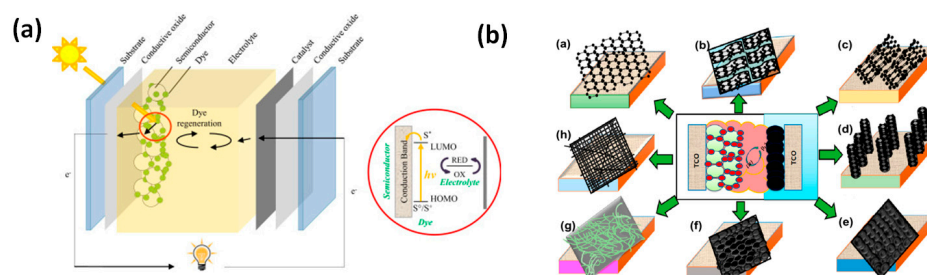 (a)
Substrate
Conductive oxide
Semiconductor
Dye
Electrolyte
Catalyst
Conductive oxide
Substrate
Dye
regeneration
e⁻
e⁻
Semiconductor
Conduction Band
S*
LUMO
hν
HOMO
S⁰/S⁺
Dye
RED
OX
Electrolyte
(b)
(a)
(b)
(c)
(h)
TCO
TCO
(d)
(g)
(f)
(e)